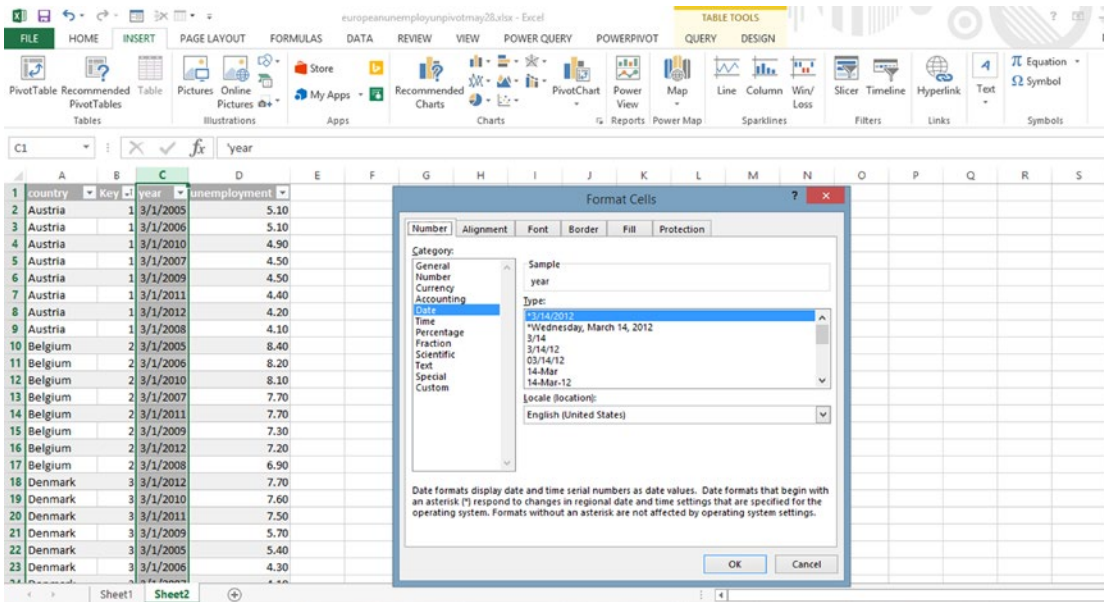 europeanunemployunpivotmay28.xlsx - Excel
TABLE TOOLS
?
FILE HOME INSERT PAGE LAYOUT FORMULAS DATA REVIEW VIEW POWER QUERY POWERPIVOT QUERY DESIGN
PivotTable Recommended PivotTables Table
Pictures Online Pictures
Store
My Apps
Recommended Charts
PivotChart
Power View
Map
Line Column Win/Loss
Slicer Timeline
Hyperlink
Text
π Equation
Ω Symbol
Tables Illustrations Apps Charts Reports Power Map Sparklines Filters Links Symbols
C1 fx 'year
A B C D E F G H I J K L M N O P Q R S
1 country Key year unemployment
2 Austria 1 3/1/2005 5.10
3 Austria 1 3/1/2006 5.10
4 Austria 1 3/1/2010 4.90
5 Austria 1 3/1/2007 4.50
6 Austria 1 3/1/2009 4.50
7 Austria 1 3/1/2011 4.40
8 Austria 1 3/1/2012 4.20
9 Austria 1 3/1/2008 4.10
10 Belgium 2 3/1/2005 8.40
11 Belgium 2 3/1/2006 8.20
12 Belgium 2 3/1/2010 8.10
13 Belgium 2 3/1/2007 7.70
14 Belgium 2 3/1/2011 7.70
15 Belgium 2 3/1/2009 7.30
16 Belgium 2 3/1/2012 7.20
17 Belgium 2 3/1/2008 6.90
18 Denmark 3 3/1/2012 7.70
19 Denmark 3 3/1/2010 7.60
20 Denmark 3 3/1/2011 7.50
21 Denmark 3 3/1/2009 5.70
22 Denmark 3 3/1/2005 5.40
23 Denmark 3 3/1/2006 4.30
Format Cells
?
Number Alignment Font Border Fill Protection
Category:
General
Number
Currency
Accounting
Date
Time
Percentage
Fraction
Scientific
Text
Special
Custom
Sample
year
Type:
*3/14/2012
*Wednesday, March 14, 2012
3/14
3/14/12
03/14/12
14-Mar
14-Mar-12
Locale (location):
English (United States)
Date formats display date and time serial numbers as date values. Date formats that begin with
an asterisk (*) respond to changes in regional date and time settings that are specified for the
operating system. Formats without an asterisk are not affected by operating system settings.
OK Cancel
Sheet1 Sheet2